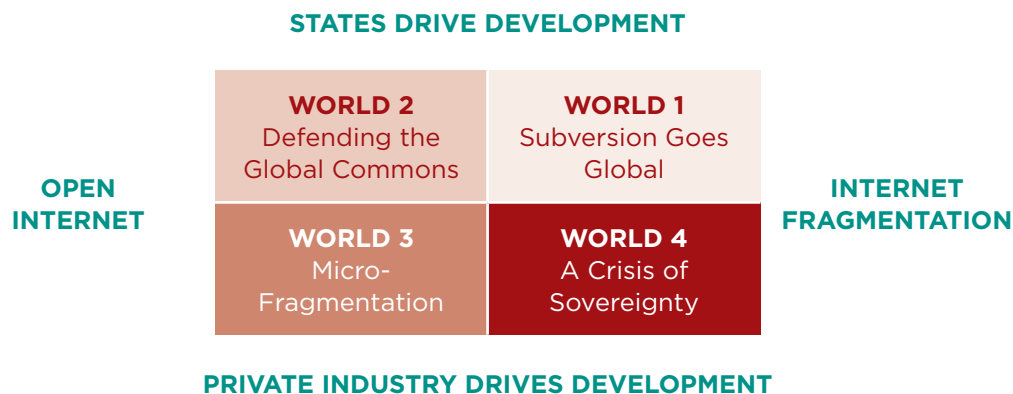 STATES DRIVE DEVELOPMENT
WORLD 2
Defending the
Global Commons
WORLD 1
Subversion Goes
Global
OPEN
INTERNET
INTERNET
FRAGMENTATION
WORLD 3
Micro-
Fragmentation
WORLD 4
A Crisis of
Sovereignty
PRIVATE INDUSTRY DRIVES DEVELOPMENT